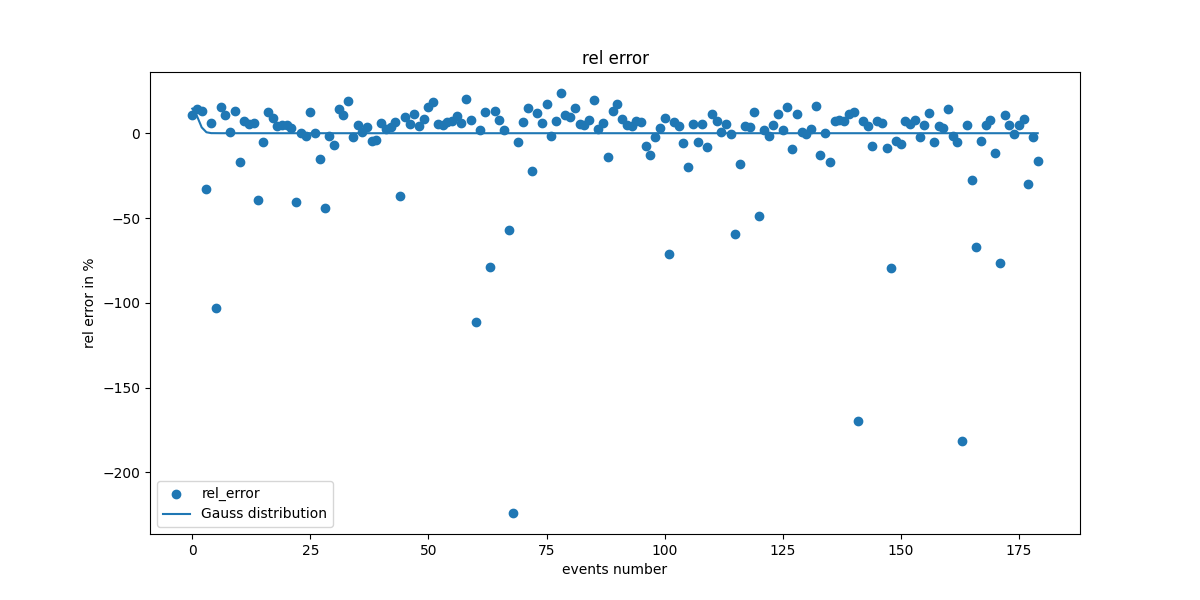 rel error
0
−50
−100
−150
−200
rel error in %
rel_error
Gauss distribution
0 25 50 75 100 125 150 175
events number